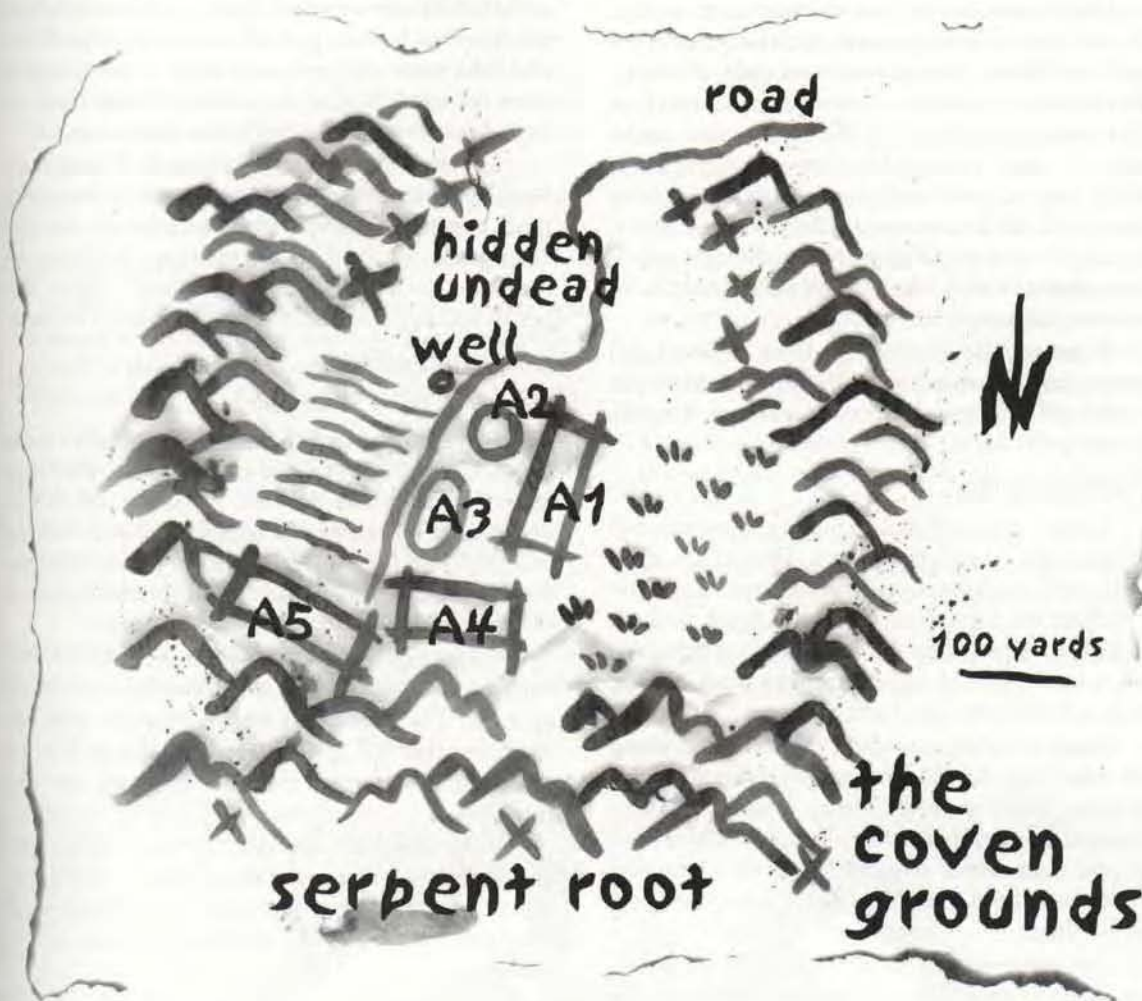 road
hidden
undead
well
A2
A3
A1
N
A5
A4
100 yards
the
coven
grounds
serpent root